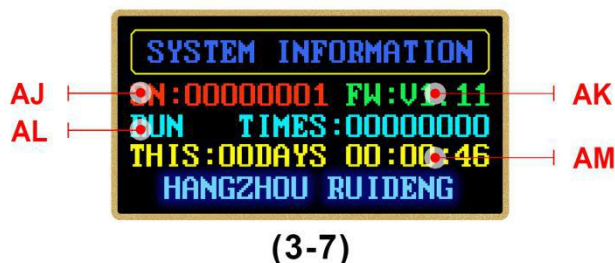 SYSTEM INFORMATION
AJ SN:00000001 FW:V1.11 AK
AL RUN TIMES:00000000
THIS:00DAYS 00:00:46 AM
HANGZHOU RUIDENG
(3-7)